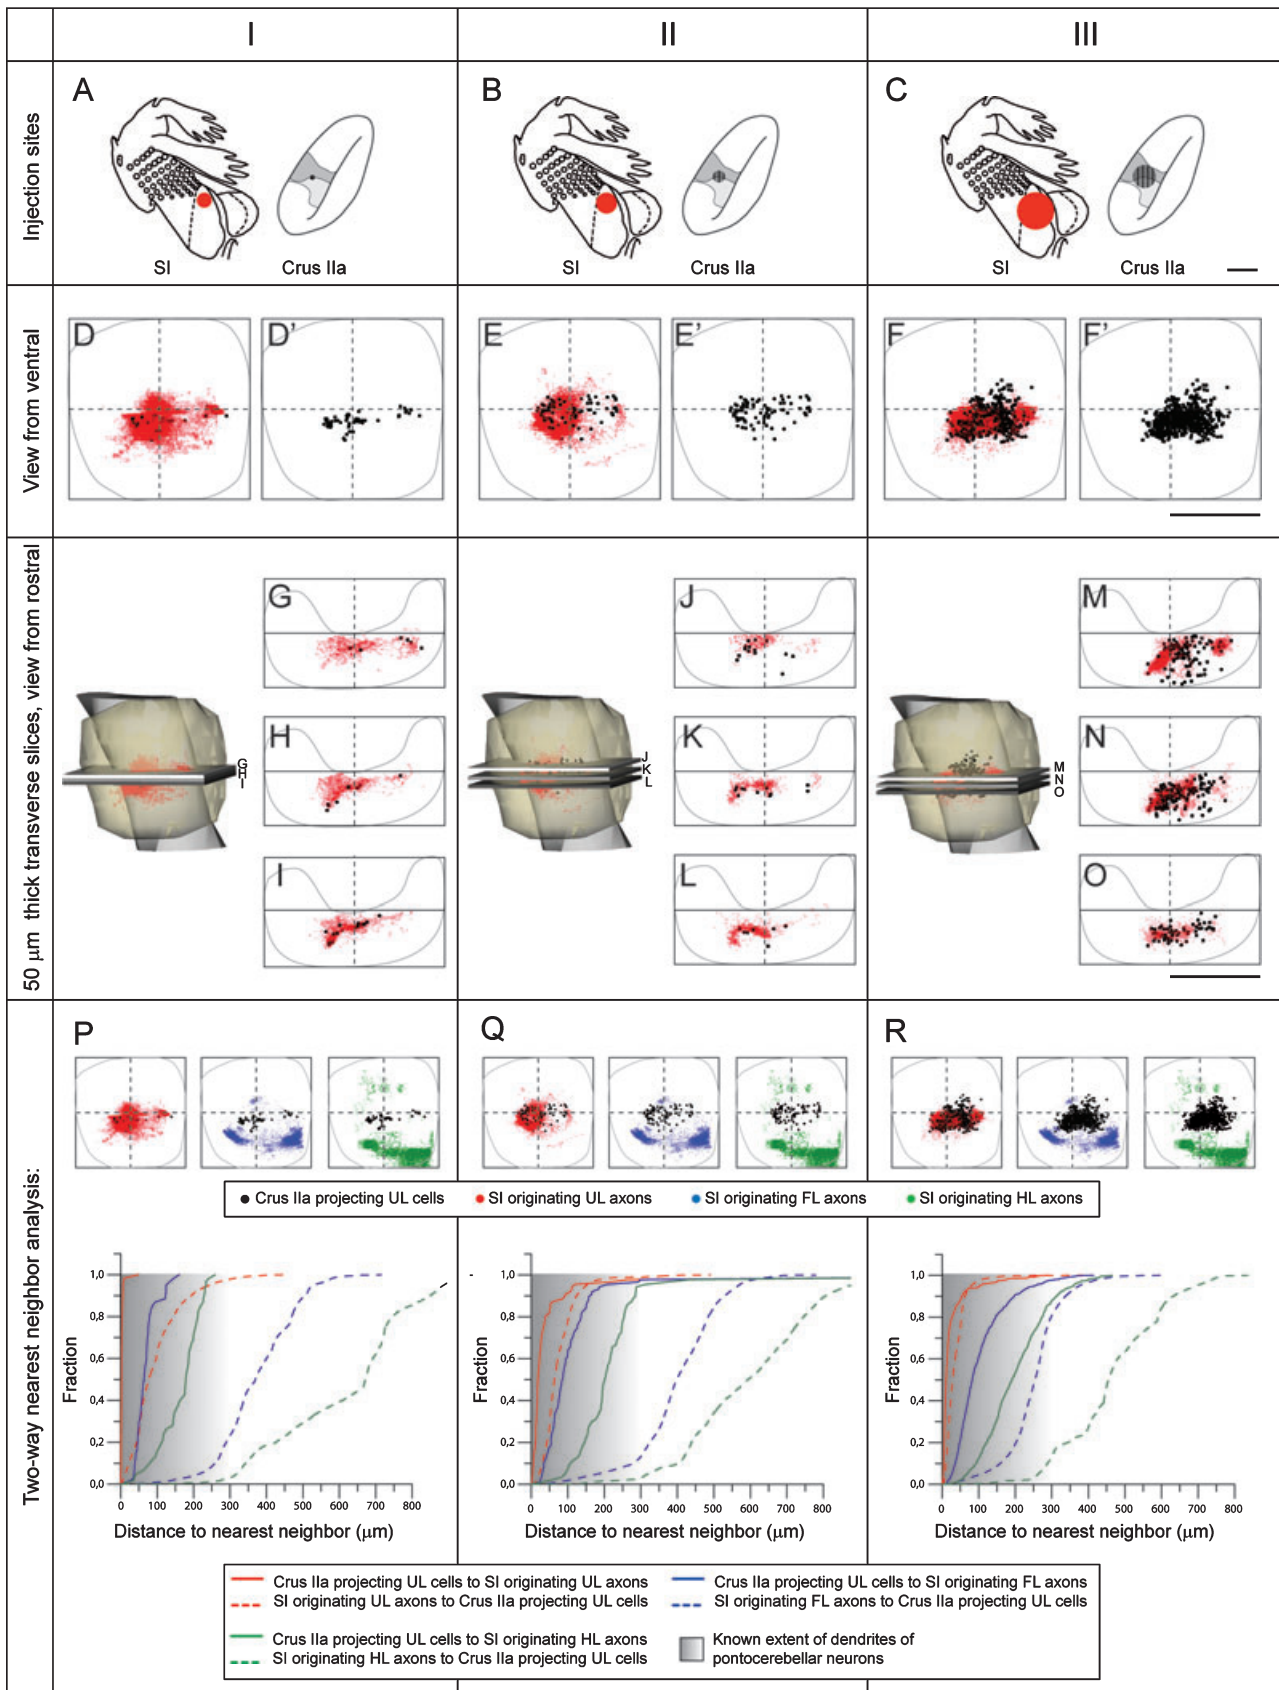 I II III
Injection sites
A B C
SI Crus IIa SI Crus IIa SI Crus IIa
View from ventral
D D' E E' F F'
50 μm thick transverse slices, view from rostral
G J M
H K N
G H I
J K L
M N O
I L O
Two-way nearest neighbor analysis:
P Q R
Crus IIa projecting UL cells SI originating UL axons SI originating FL axons SI originating HL axons
Fraction
1,0
0,8
0,6
0,4
0,2
0,0
0 100 200 300 400 500 600 700 800
Distance to nearest neighbor (μm)
Fraction
1,0
0,8
0,6
0,4
0,2
0,0
0 100 200 300 400 500 600 700 800
Distance to nearest neighbor (μm)
Fraction
1,0
0,8
0,6
0,4
0,2
0,0
0 100 200 300 400 500 600 700 800
Distance to nearest neighbor (μm)
Crus IIa projecting UL cells to SI originating UL axons
SI originating UL axons to Crus IIa projecting UL cells
Crus IIa projecting UL cells to SI originating FL axons
SI originating FL axons to Crus IIa projecting UL cells
Crus IIa projecting UL cells to SI originating HL axons
SI originating HL axons to Crus IIa projecting UL cells
Known extent of dendrites of
pontocerebellar neurons